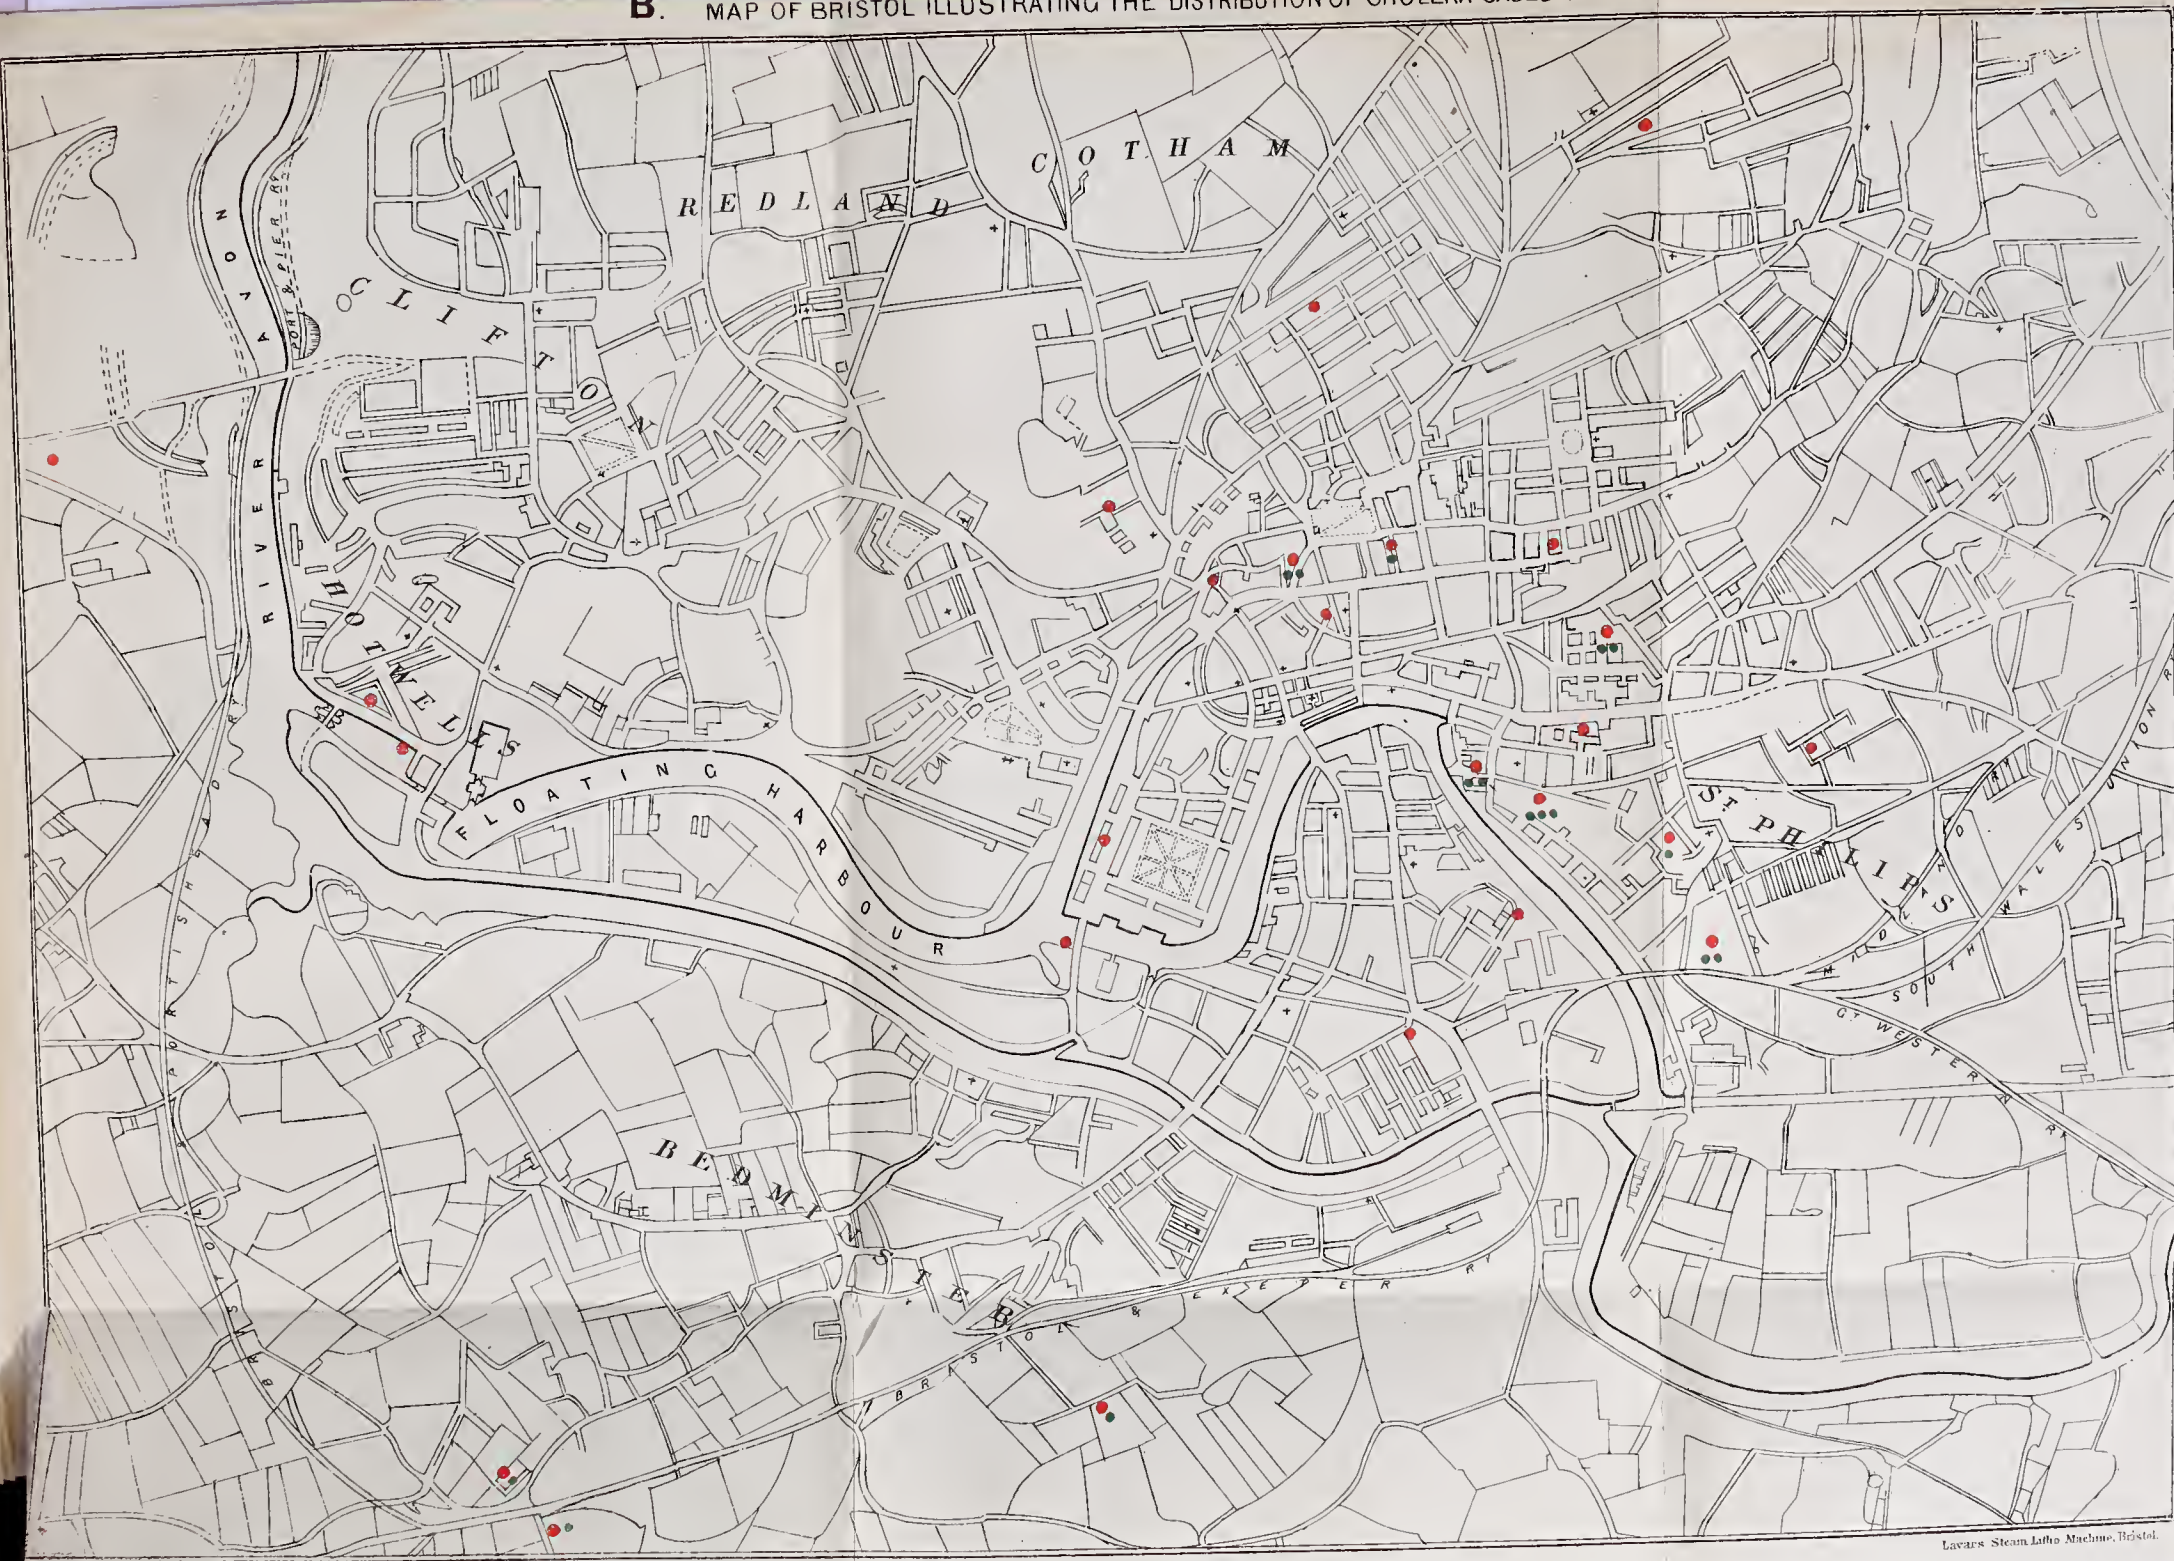 B. MAP OF BRISTOL ILLUSTRATING THE DISTRIBUTION OF CHOLERA
COTHAM
REDLAND
CLIFTON
PORT & PIER RY
RIVER AVON
HOTWELLS
FLOATING HARBOUR
ST PHILIPS
UNION R
MIDLAND RY
SOUTH WALES
GT WESTERN RY
BEDMINSTER
BRISTOL & EXETER RY
BRISTOL & PORTISHEAD RY
Lavars Steam Litho Machine, Bristol.